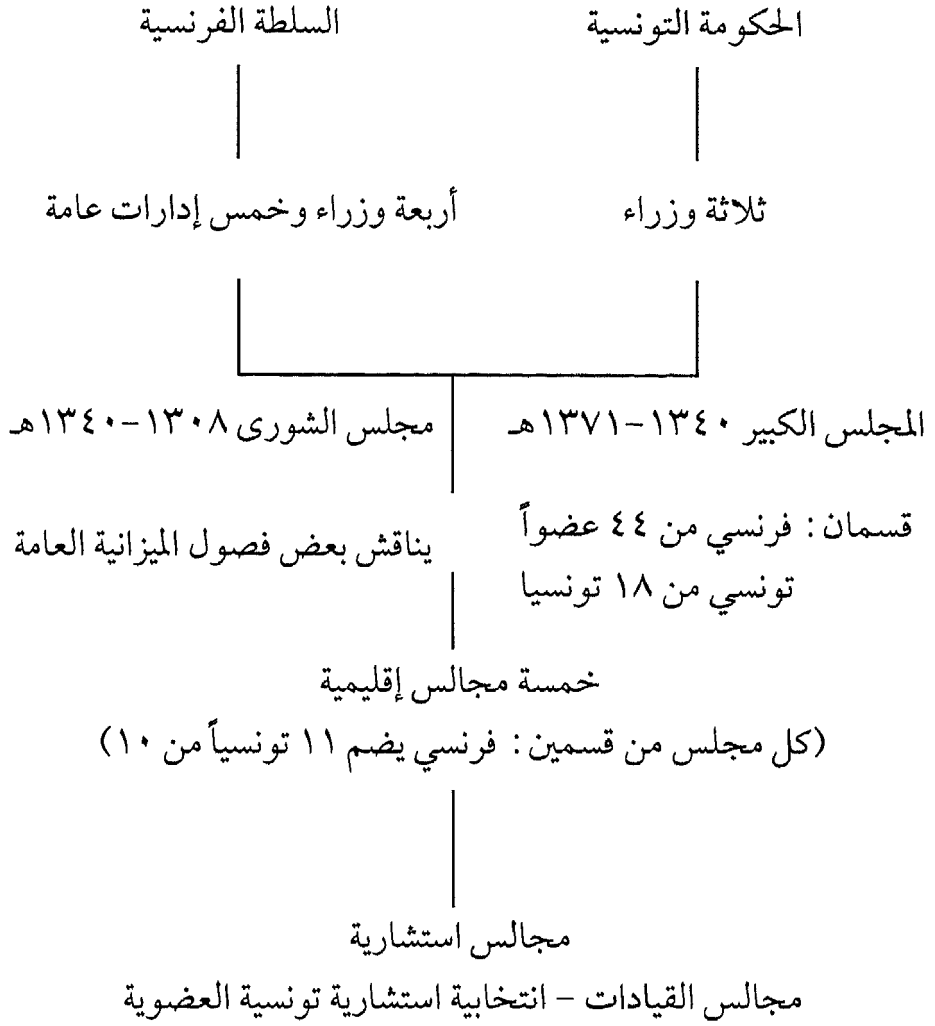 الحكومة التونسية
السلطة الفرنسية
ثلاثة وزراء
أربعة وزراء وخمس إدارات عامة
المجلس الكبير ١٣٤٠-١٣٧١هـ
مجلس الشورى ١٣٠٨-١٣٤٠هـ
قسمان: فرنسي من ٤٤ عضواً
تونسي من ١٨ تونسيا
يناقش بعض فصول الميزانية العامة
خمسة مجالس إقليمية
(كل مجلس من قسمين: فرنسي يضم ١١ تونسياً من ١٠)
مجالس استشارية
مجالس القيادات - انتخابية استشارية تونسية العضوية